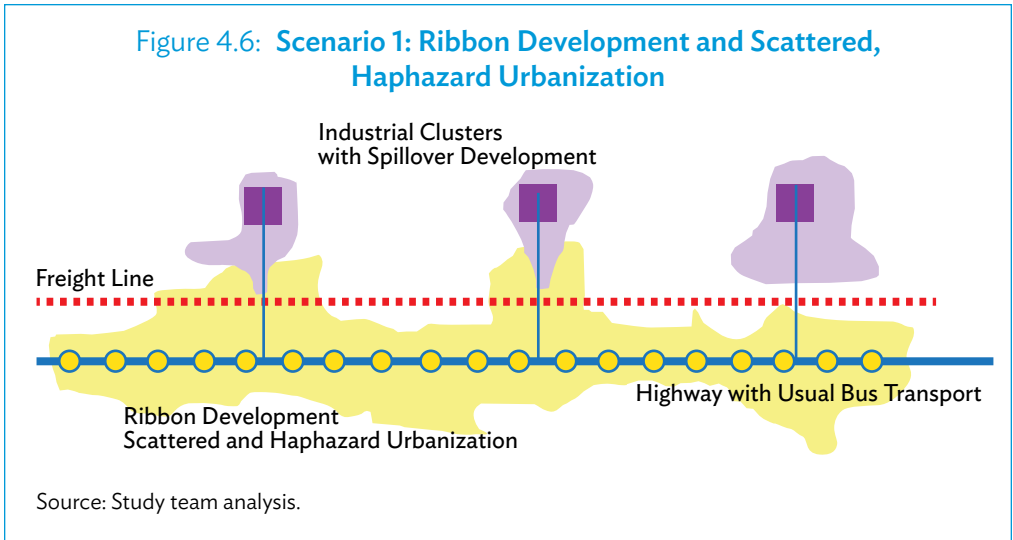 Figure 4.6: Scenario 1: Ribbon Development and Scattered,
Haphazard Urbanization
Industrial Clusters
with Spillover Development
Freight Line
Highway with Usual Bus Transport
Ribbon Development
Scattered and Haphazard Urbanization
Source: Study team analysis.